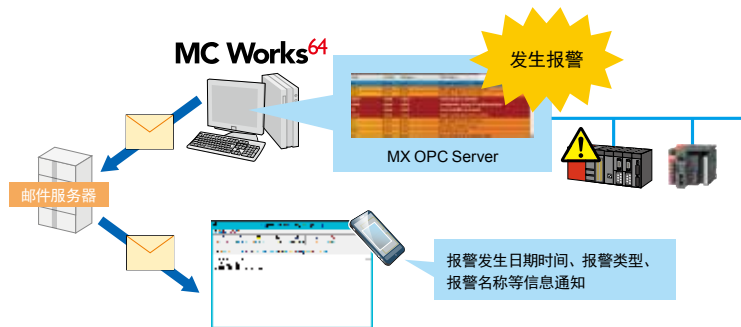 MC Works64
发生报警
MX OPC Server
邮件服务器
报警发生日期时间、报警类型、
报警名称等信息通知